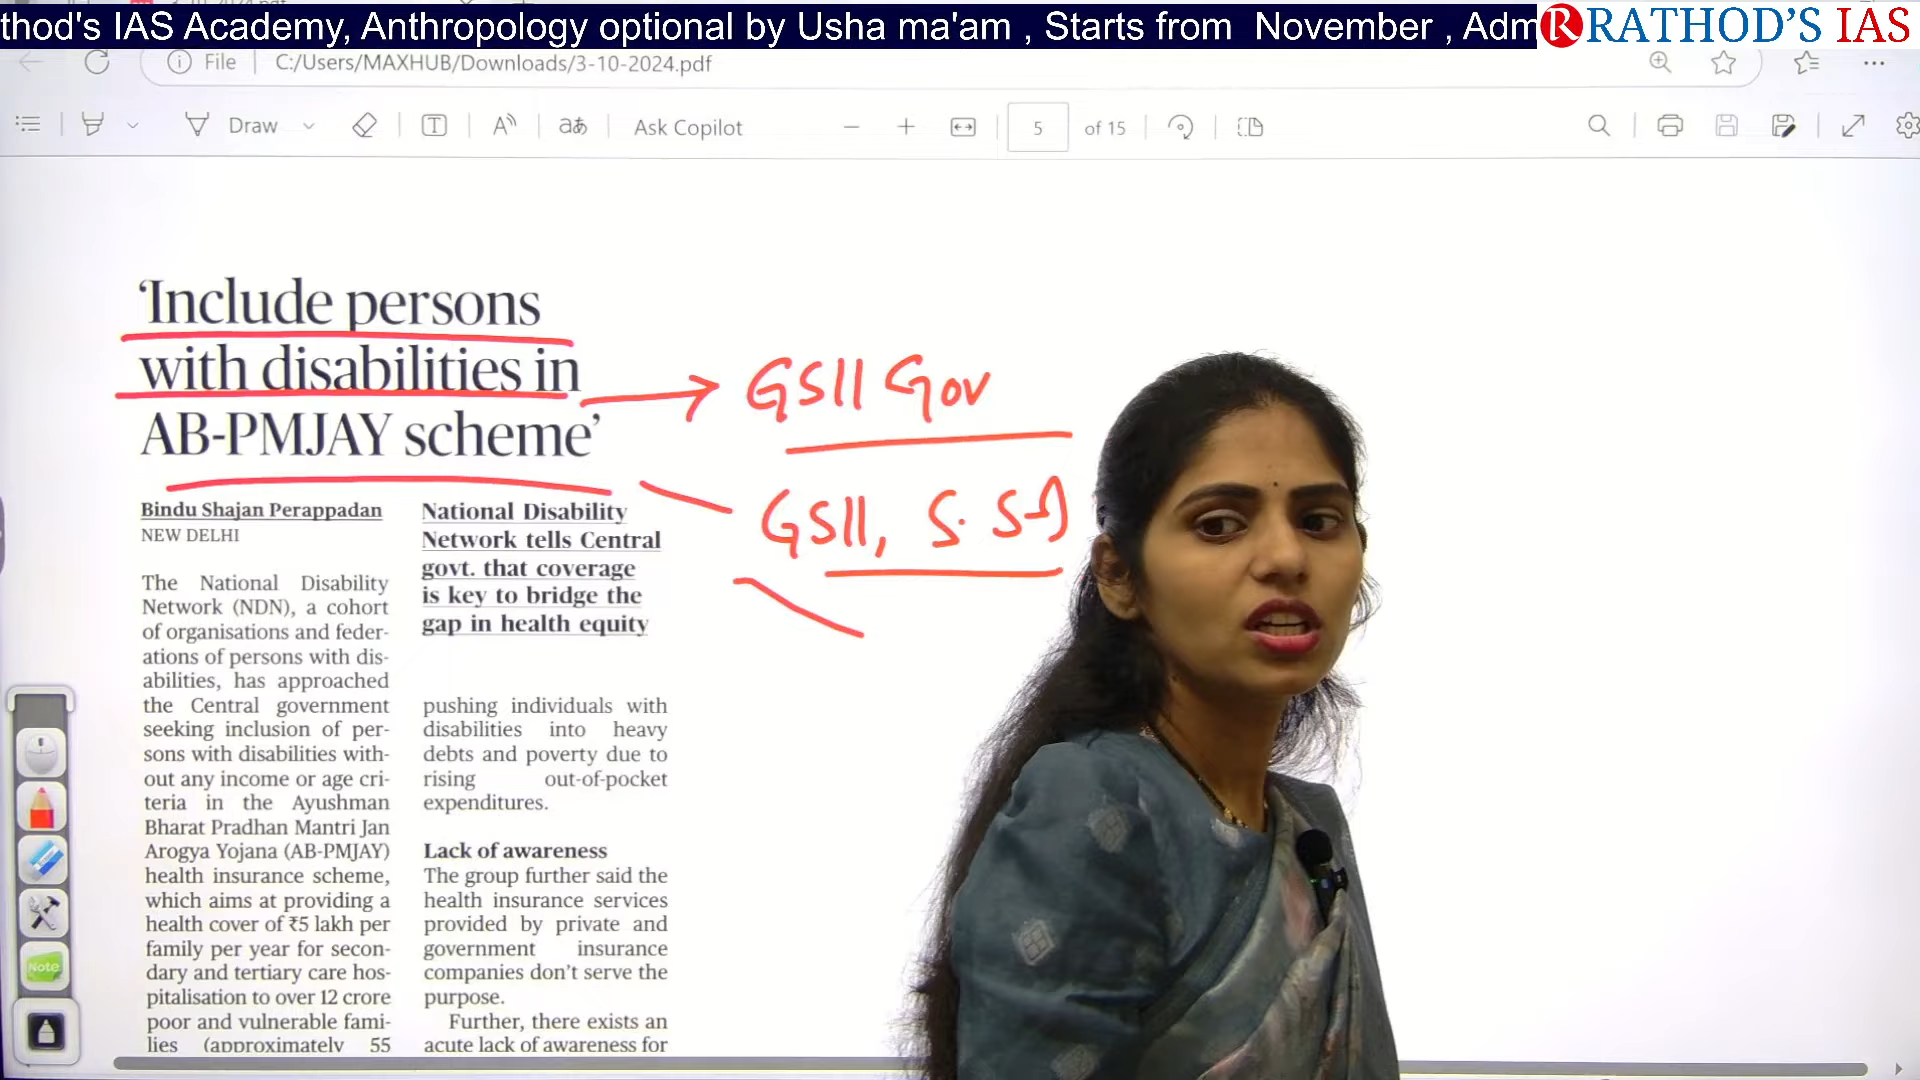 thod's IAS Academy, Anthropology optional by Usha ma'am , Starts from November , Adm
RATHOD'S IAS
File
C:/Users/MAXHUB/Downloads/3-10-2024.pdf
Draw
Ask Copilot
5
of 15
'Include persons
with disabilities in
AB-PMJAY scheme'
GSII Gov
GSII, S.
Bindu Shajan Perappadan
NEW DELHI
The National Disability
Network (NDN), a cohort
of organisations and feder-
ations of persons with dis-
abilities, has approached
the Central government
seeking inclusion of per-
sons with disabilities with-
out any income or age cri-
teria in the Ayushman
Bharat Pradhan Mantri Jan
Arogya Yojana (AB-PMJAY)
health insurance scheme,
which aims at providing a
health cover of ₹5 lakh per
family per year for secon-
dary and tertiary care hos-
pitalisation to over 12 crore
poor and vulnerable fami-
lies (approximately 55
National Disability
Network tells Central
govt. that coverage
is key to bridge the
gap in health equity
pushing individuals with
disabilities into heavy
debts and poverty due to
rising out-of-pocket
expenditures.
Lack of awareness
The group further said the
health insurance services
provided by private and
government insurance
companies don't serve the
purpose.
Further, there exists an
acute lack of awareness for
Note